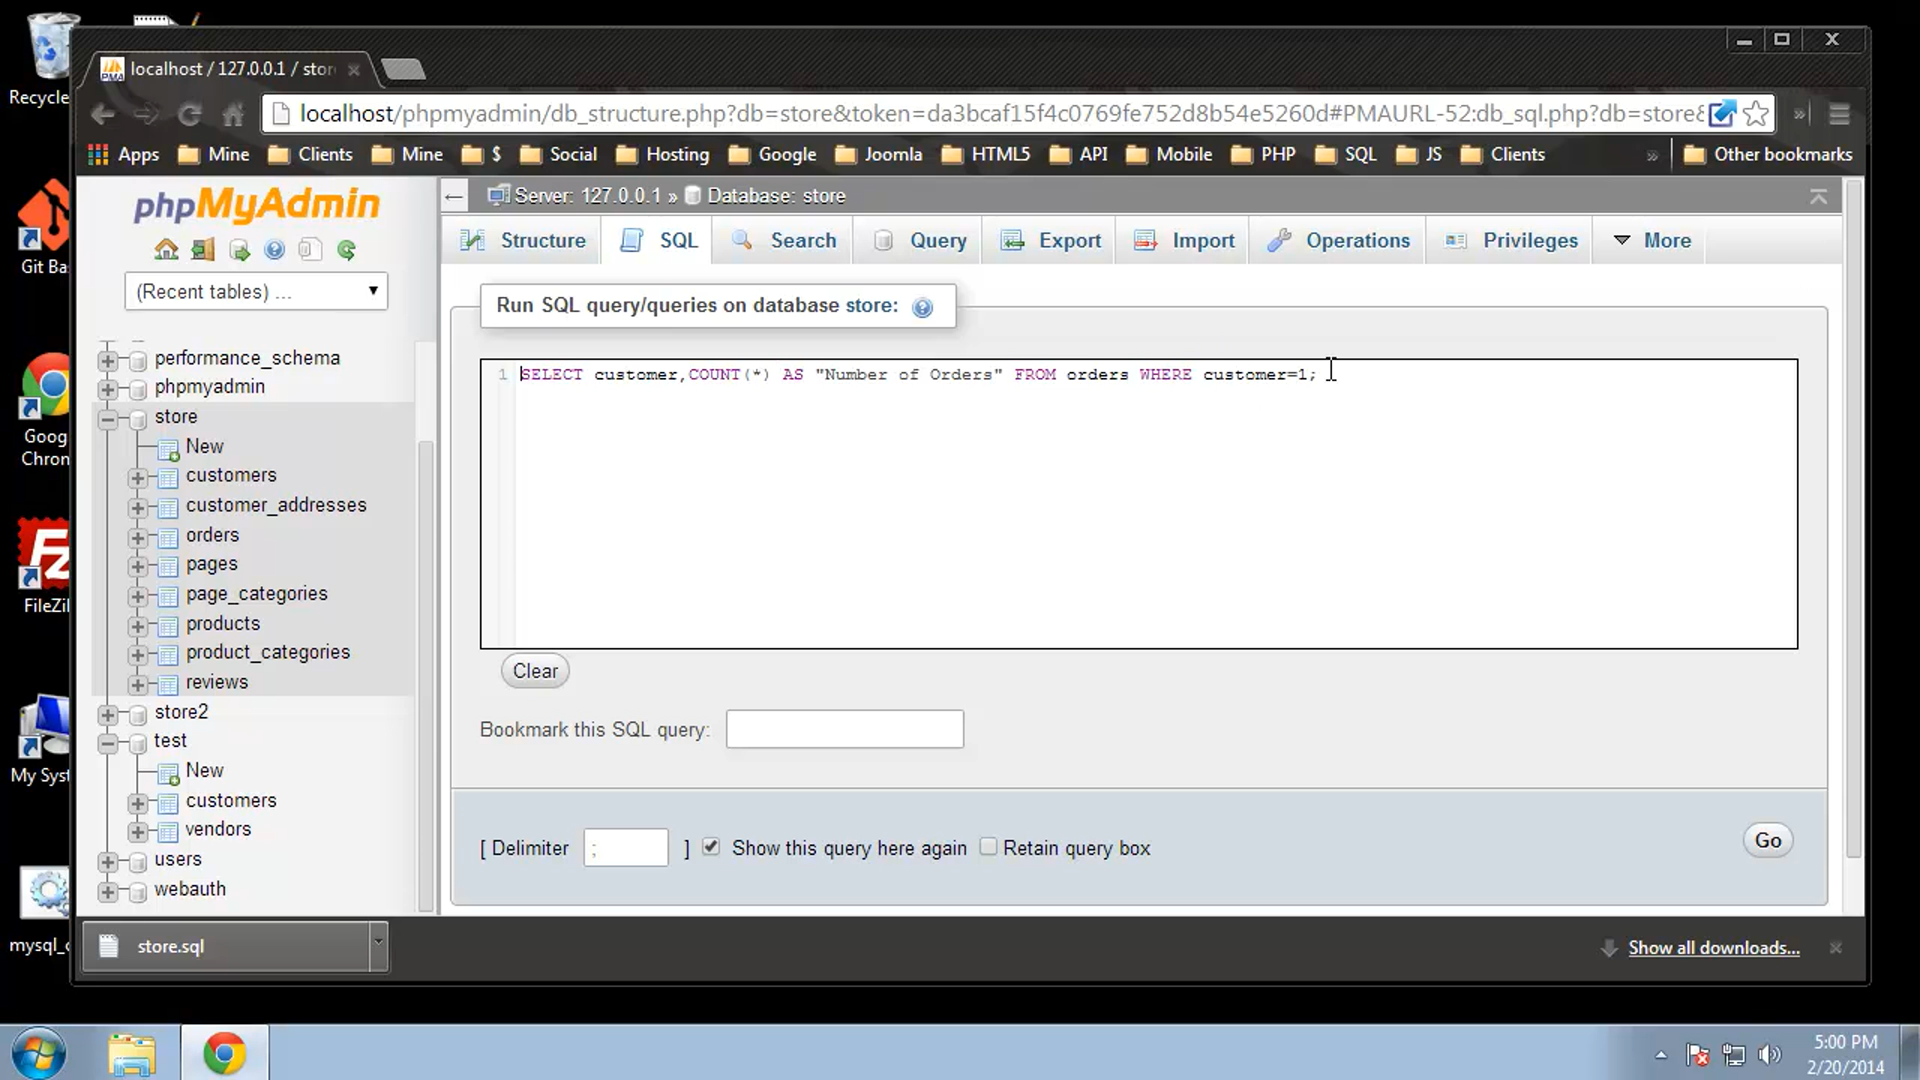 Recycle
localhost / 127.0.0.1 / stor
localhost/phpmyadmin/db_structure.php?db=store&token=da3bcaf15f4c0769fe752d8b54e5260d#PMAURL-52:db_sql.php?db=store&
Apps Mine Clients Mine $ Social Hosting Google Joomla HTML5 API Mobile PHP SQL JS Clients » Other bookmarks
phpMyAdmin
Server: 127.0.0.1 » Database: store
Structure SQL Search Query Export Import Operations Privileges More
(Recent tables) ...
Run SQL query/queries on database store:
1 SELECT customer,COUNT(*) AS "Number of Orders" FROM orders WHERE customer=1;
performance_schema
phpmyadmin
store
New
customers
customer_addresses
orders
pages
page_categories
products
product_categories
reviews
store2
test
New
customers
vendors
users
webauth
Clear
Bookmark this SQL query:
[ Delimiter ; ] Show this query here again Retain query box
Go
Git Ba
Goog
Chron
FileZil
My Syst
mysql_c
store.sql
Show all downloads...
5:00 PM
2/20/2014